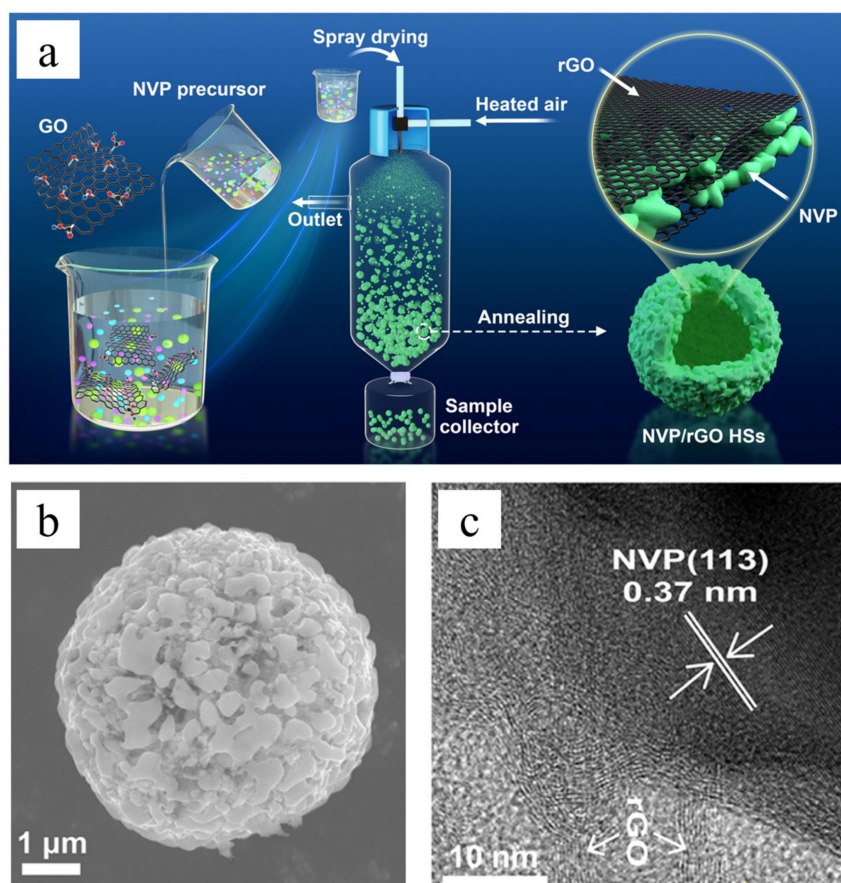 a
Spray drying
NVP precursor
GO
Heated air
Outlet
rGO
NVP
Annealing
Sample
collector
NVP/rGO HSs
b
1 μm
c
NVP(113)
0.37 nm
rGO
10 nm